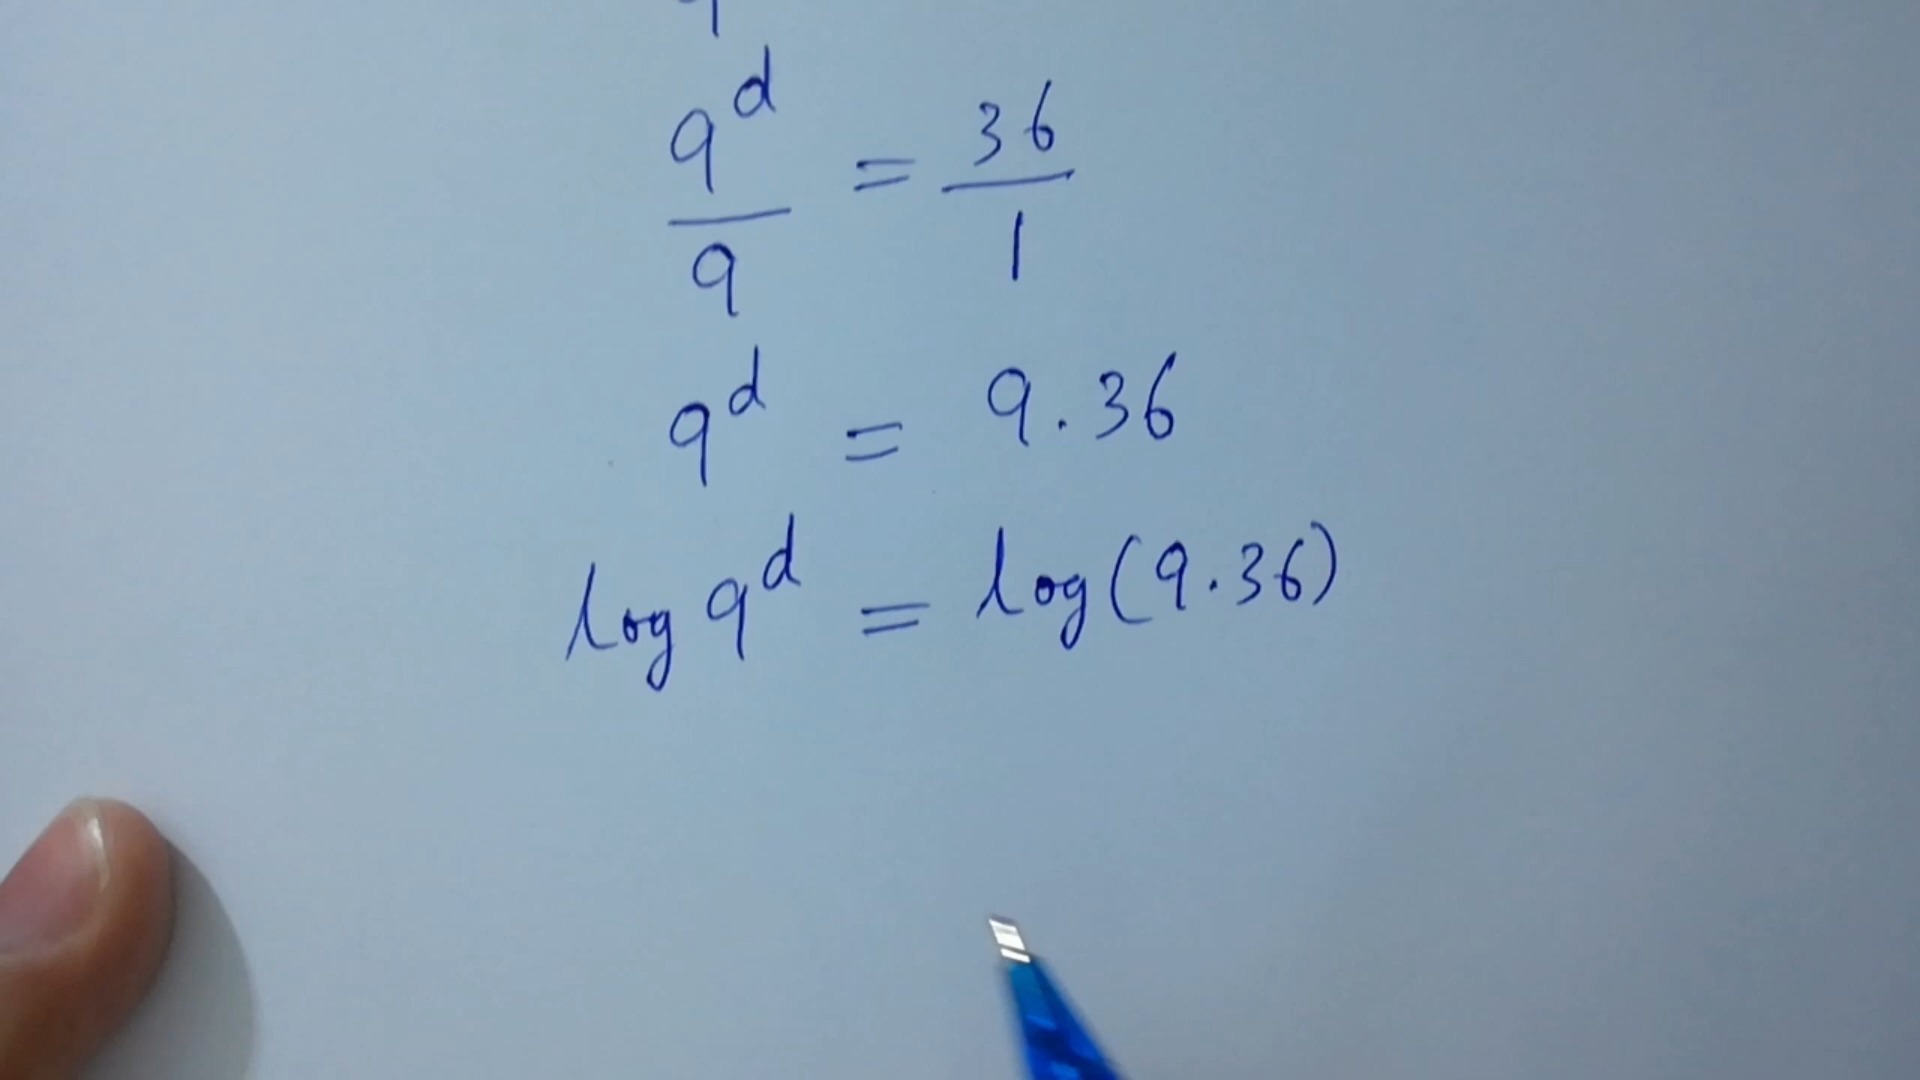 9^d/9 = 36/1
9^d = 9.36
log 9^d = log(9.36)